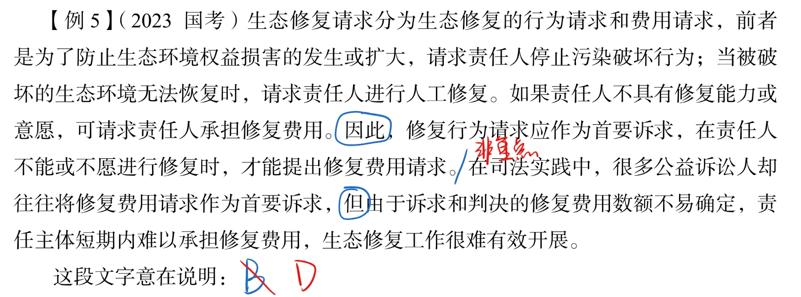 【例5】（2023 国考）生态修复请求分为生态修复的行为请求和费用请求，前者
是为了防止生态环境权益损害的发生或扩大，请求责任人停止污染破坏行为；当被破
坏的生态环境无法恢复时，请求责任人进行人工修复。如果责任人不具有修复能力或
意愿，可请求责任人承担修复费用。因此，修复行为请求应作为首要诉求，在责任人
非重点
不能或不愿进行修复时，才能提出修复费用请求。/在司法实践中，很多公益诉讼人却
往往将修复费用请求作为首要诉求，但由于诉求和判决的修复费用数额不易确定，责
任主体短期内难以承担修复费用，生态修复工作很难有效开展。
这段文字意在说明：B D